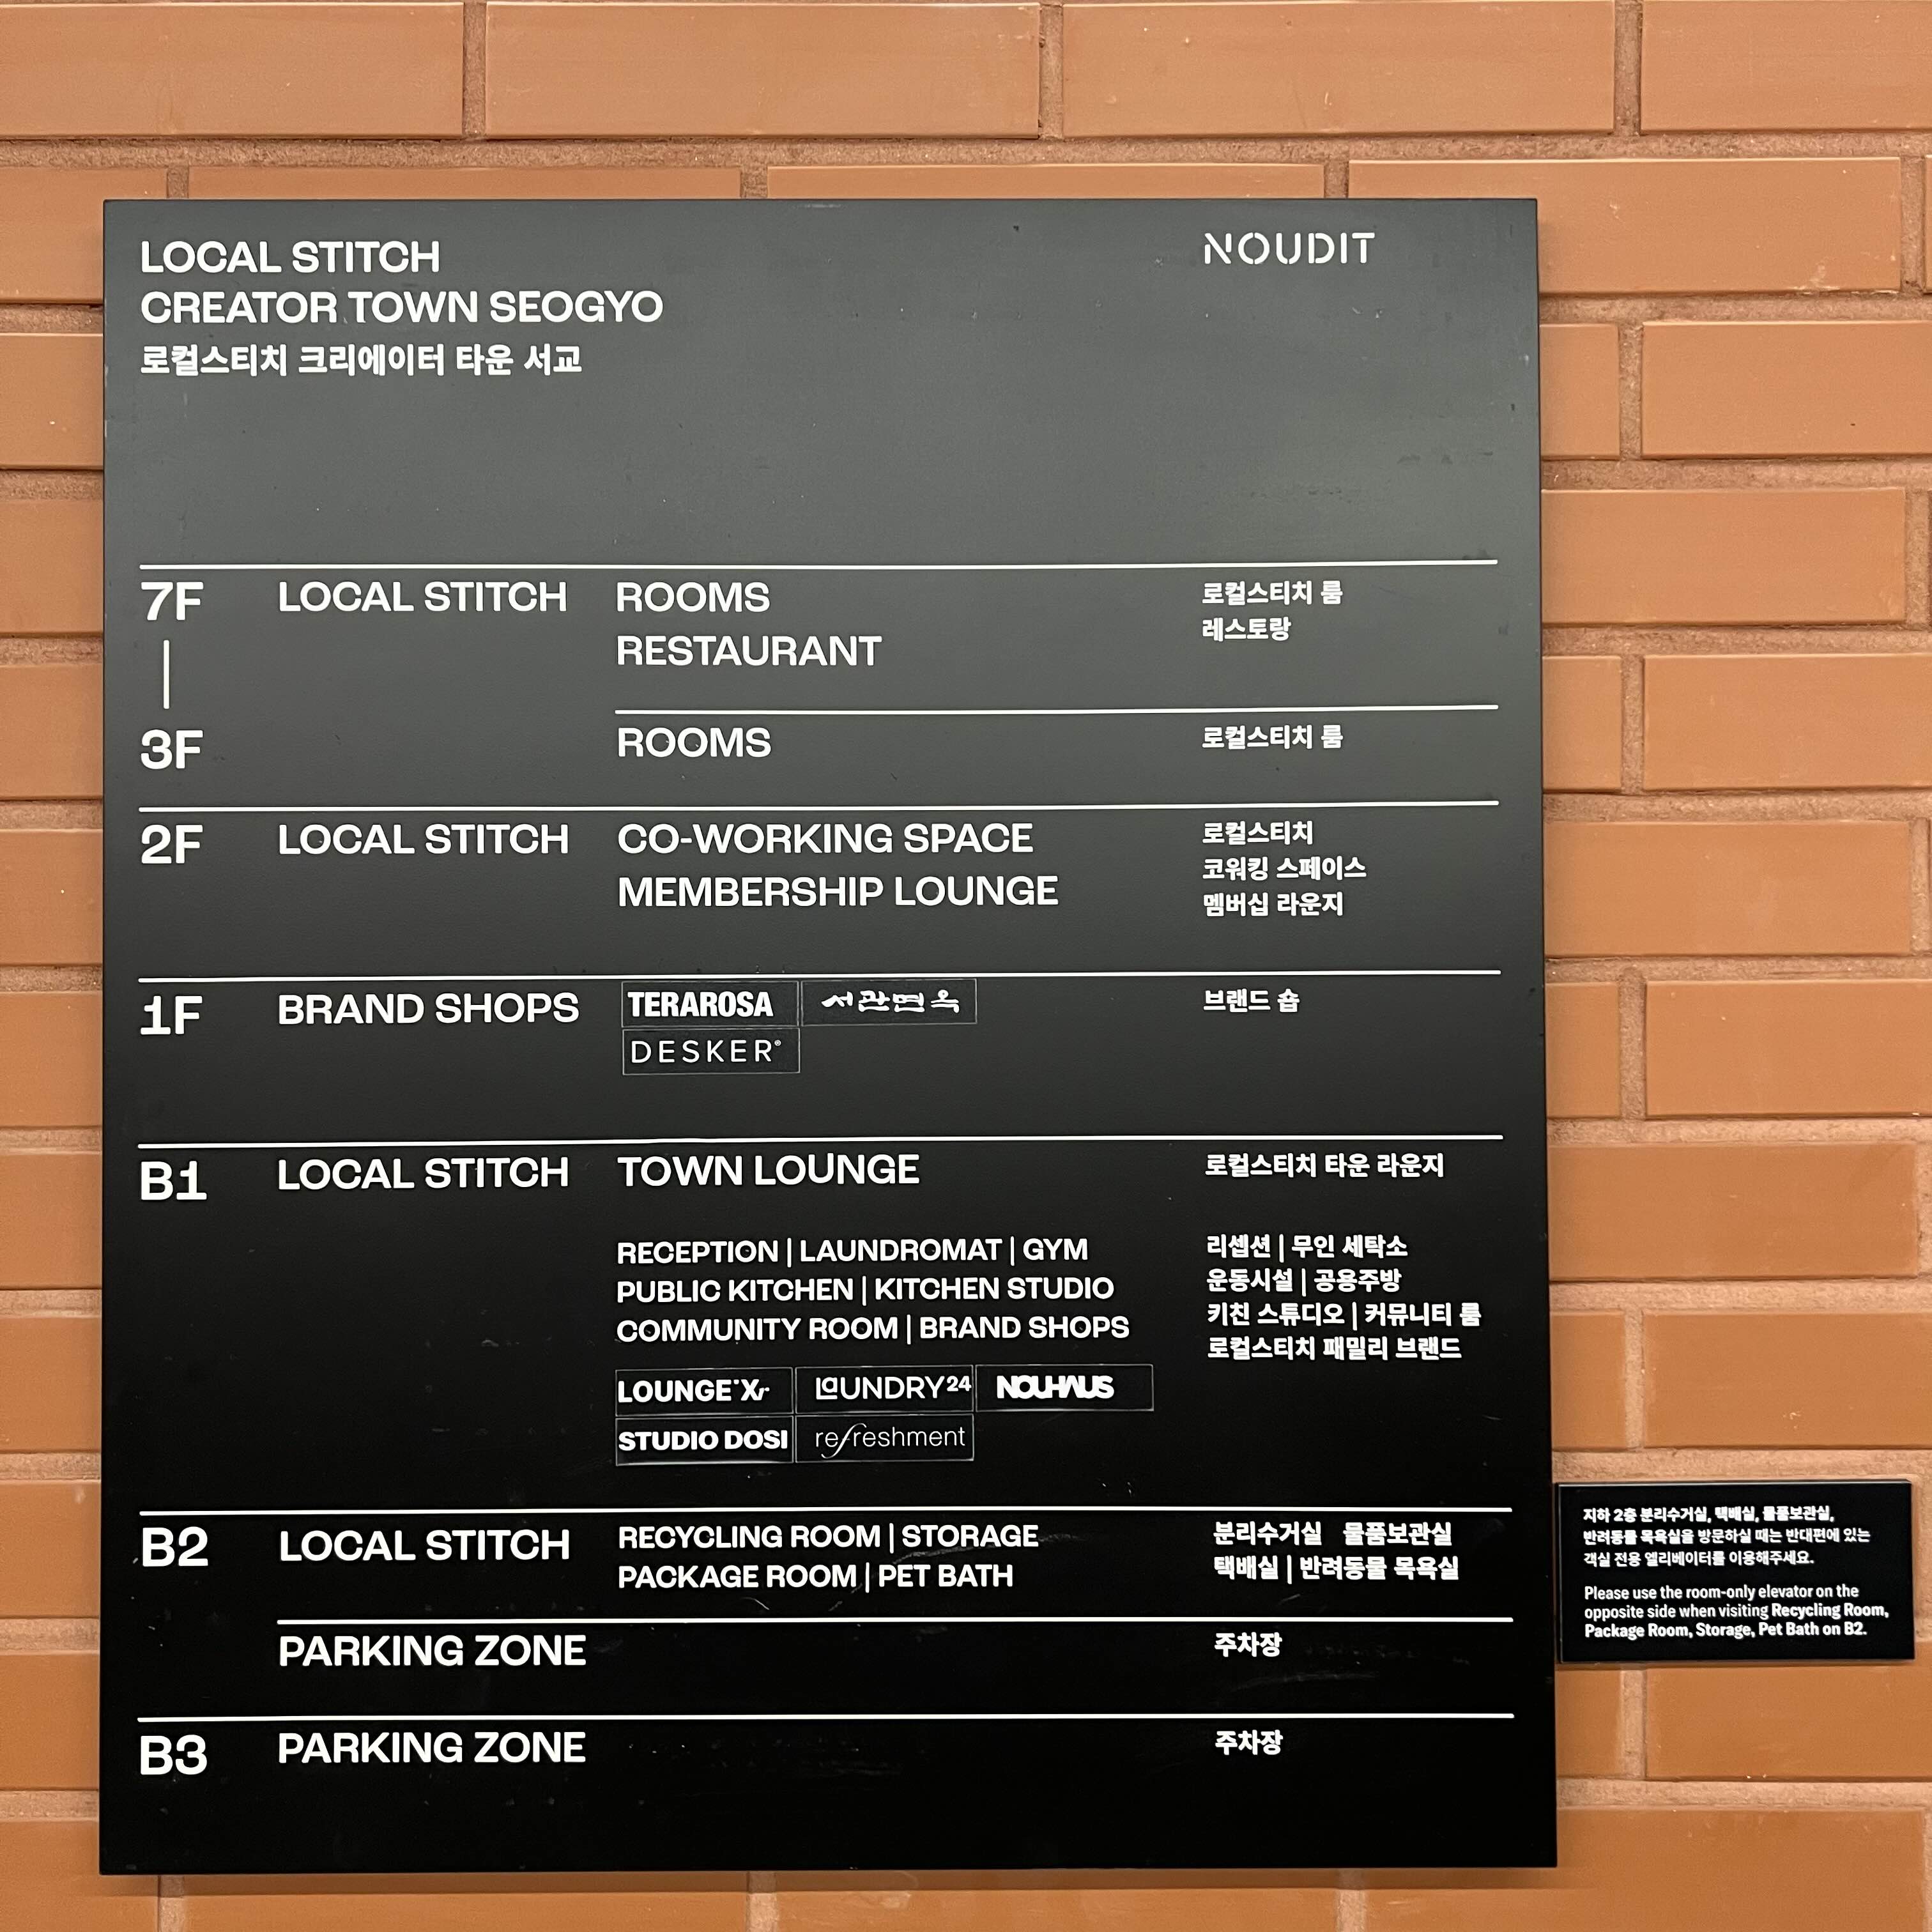 LOCAL STITCH
CREATOR TOWN SEOGYO
로컬스티치 크리에이터 타운 서교
NOUDIT
7F LOCAL STITCH ROOMS 로컬스티치 룸
RESTAURANT 레스토랑
3F ROOMS 로컬스티치 룸
2F LOCAL STITCH CO-WORKING SPACE 로컬스티치
MEMBERSHIP LOUNGE 코워킹 스페이스
멤버십 라운지
1F BRAND SHOPS TERAROSA 서관면옥 브랜드 숍
DESKER®
B1 LOCAL STITCH TOWN LOUNGE 로컬스티치 타운 라운지
RECEPTION | LAUNDROMAT | GYM 리셉션 | 무인 세탁소
PUBLIC KITCHEN | KITCHEN STUDIO 운동시설 | 공용주방
COMMUNITY ROOM | BRAND SHOPS 키친 스튜디오 | 커뮤니티 룸
로컬스티치 패밀리 브랜드
LOUNGE'Xr LaUNDRY24 NOUHAUS
STUDIO DOSI refreshment
B2 LOCAL STITCH RECYCLING ROOM | STORAGE 분리수거실 물품보관실
PACKAGE ROOM | PET BATH 택배실 | 반려동물 목욕실
PARKING ZONE 주차장
B3 PARKING ZONE 주차장
지하 2층 분리수거실, 택배실, 물품보관실,
반려동물 목욕실을 방문하실 때는 반대편에 있는
객실 전용 엘리베이터를 이용해주세요.
Please use the room-only elevator on the
opposite side when visiting Recycling Room,
Package Room, Storage, Pet Bath on B2.